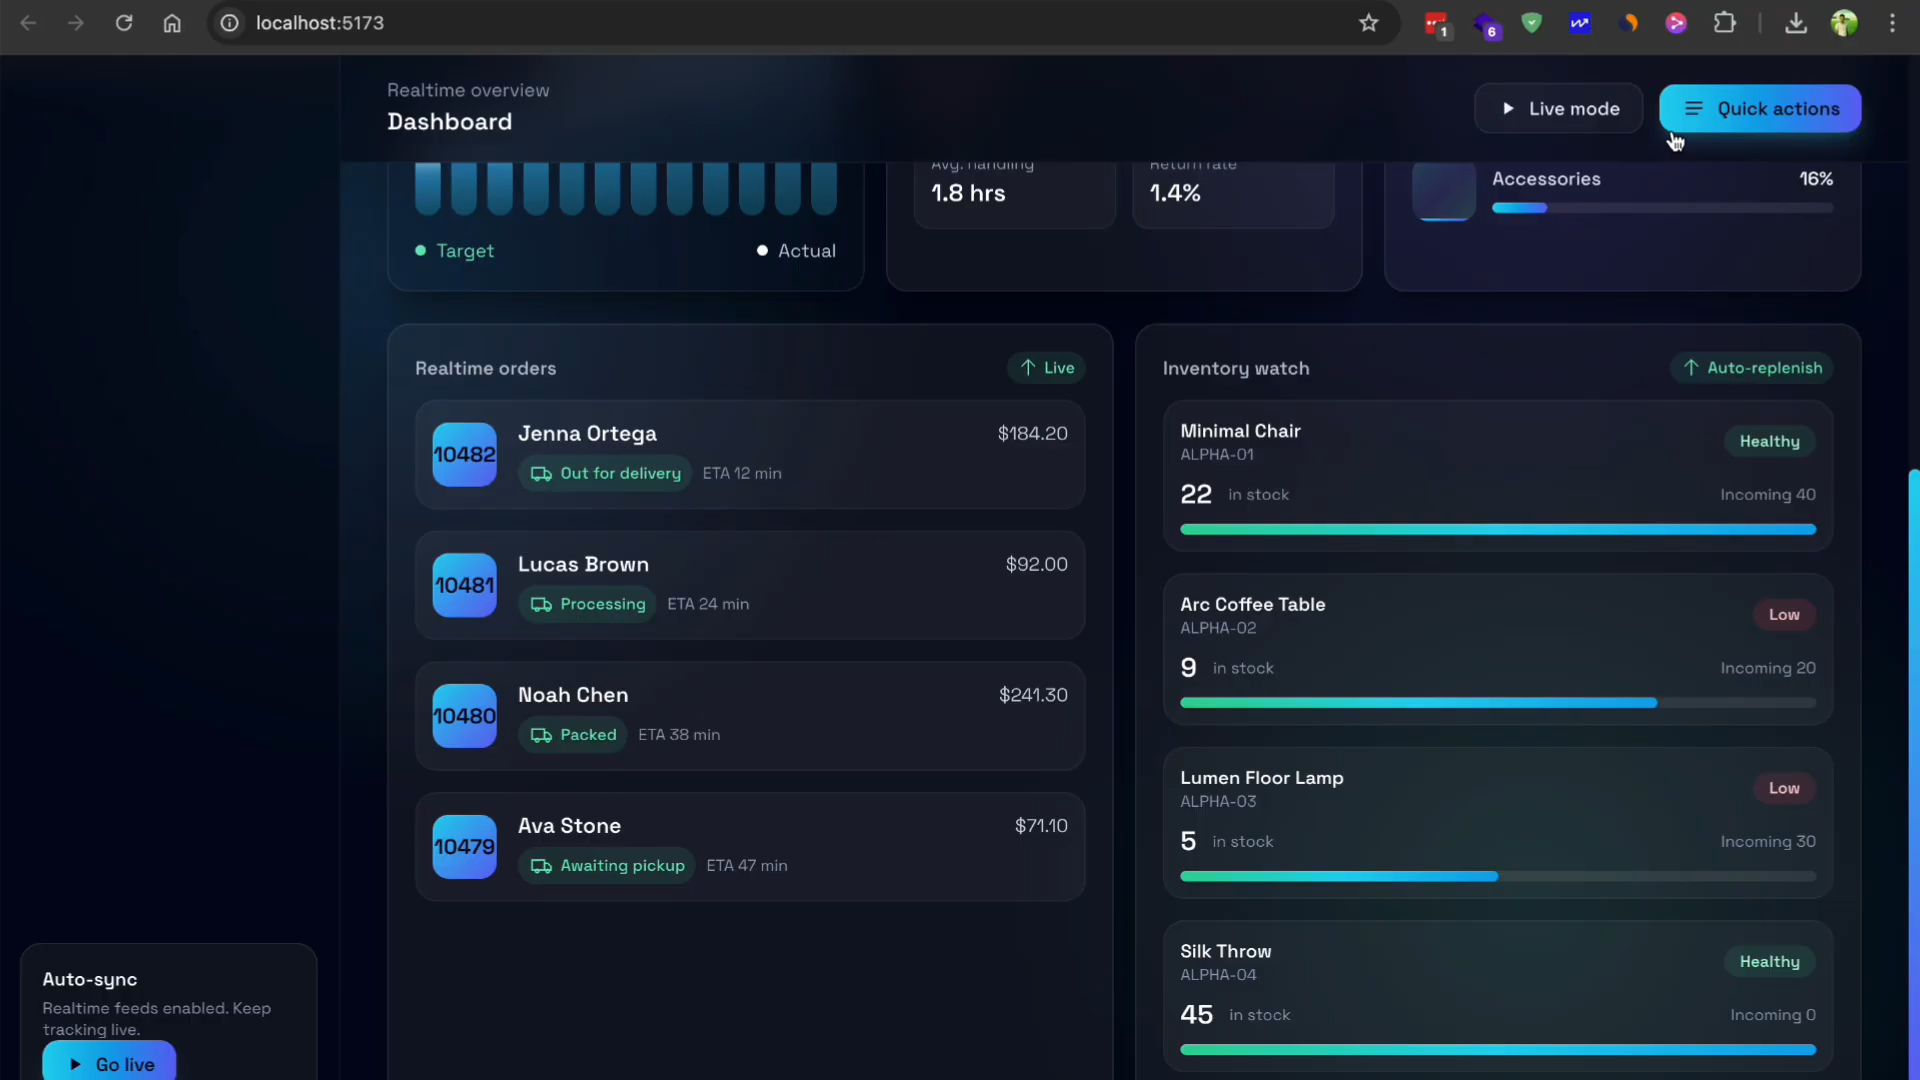 localhost:5173
1
6
Realtime overview
Dashboard
Live mode
Quick actions
Target
Actual
Avg. handling
1.8 hrs
Return rate
1.4%
Accessories
16%
Realtime orders
Live
10482
Jenna Ortega
$184.20
Out for delivery
ETA 12 min
10481
Lucas Brown
$92.00
Processing
ETA 24 min
10480
Noah Chen
$241.30
Packed
ETA 38 min
10479
Ava Stone
$71.10
Awaiting pickup
ETA 47 min
Inventory watch
Auto-replenish
Minimal Chair
ALPHA-01
Healthy
22 in stock
Incoming 40
Arc Coffee Table
ALPHA-02
Low
9 in stock
Incoming 20
Lumen Floor Lamp
ALPHA-03
Low
5 in stock
Incoming 30
Silk Throw
ALPHA-04
Healthy
45 in stock
Incoming 0
Auto-sync
Realtime feeds enabled. Keep
tracking live.
Go live